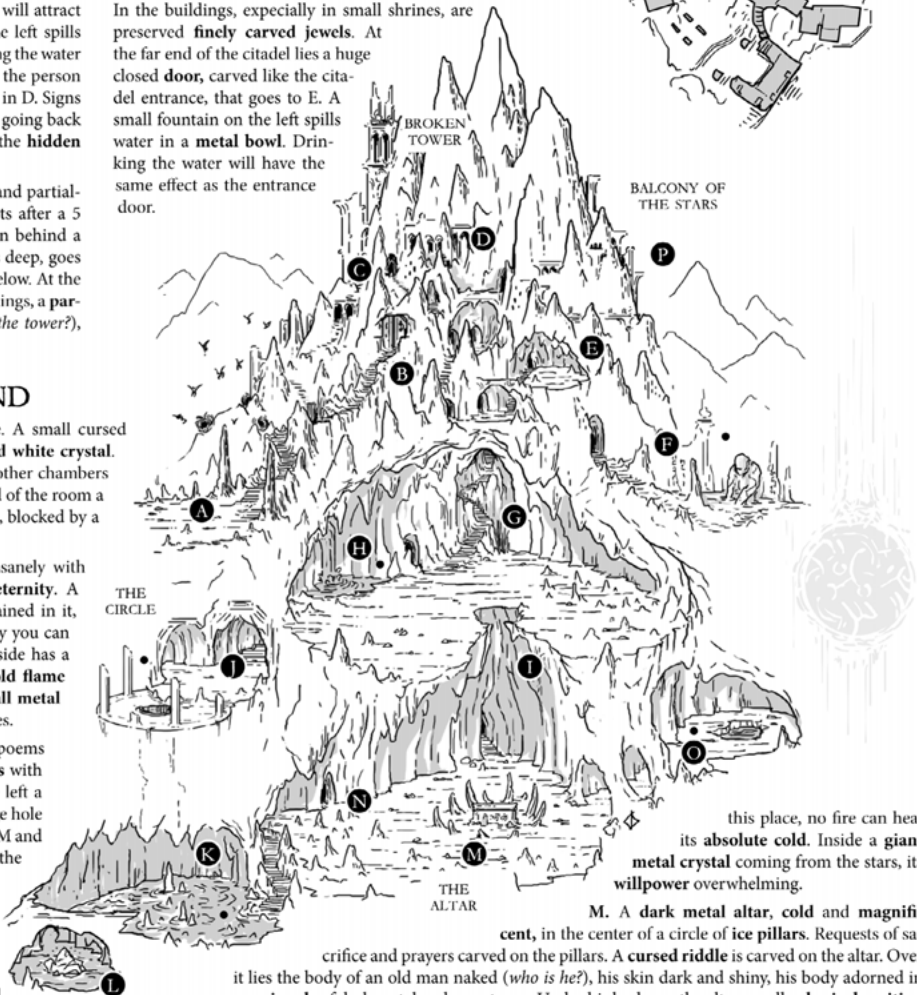 will attract
e left spills
ng the water
the person
in D. Signs
going back
the hidden
and partial-
ts after a 5
n behind a
deep, goes
elow. At the
ings, a par-
the tower?),
ND
. A small cursed
d white crystal.
other chambers
l of the room a
, blocked by a
sanely with
eternity. A
ained in it,
y you can
side has a
old flame
all metal
es.
poems
s with
left a
e hole
M and
the
In the buildings, expecially in small shrines, are
preserved finely carved jewels. At
the far end of the citadel lies a huge
closed door, carved like the cita-
del entrance, that goes to E. A
small fountain on the left spills
water in a metal bowl. Drin-
king the water will have the
same effect as the entrance
door.
BROKEN
TOWER
BALCONY OF
THE STARS
D
P
C
E
B
F
A
G
H
THE
CIRCLE
J
I
O
N
K
M
THE
ALTAR
L
this place, no fire can hea
its absolute cold. Inside a gian
metal crystal coming from the stars, it
willpower overwhelming.
M. A dark metal altar, cold and magnifi
cent, in the center of a circle of ice pillars. Requests of sa
crifice and prayers carved on the pillars. A cursed riddle is carved on the altar. Ove
it lies the body of an old man naked (who is he?), his skin dark and shiny, his body adorned i